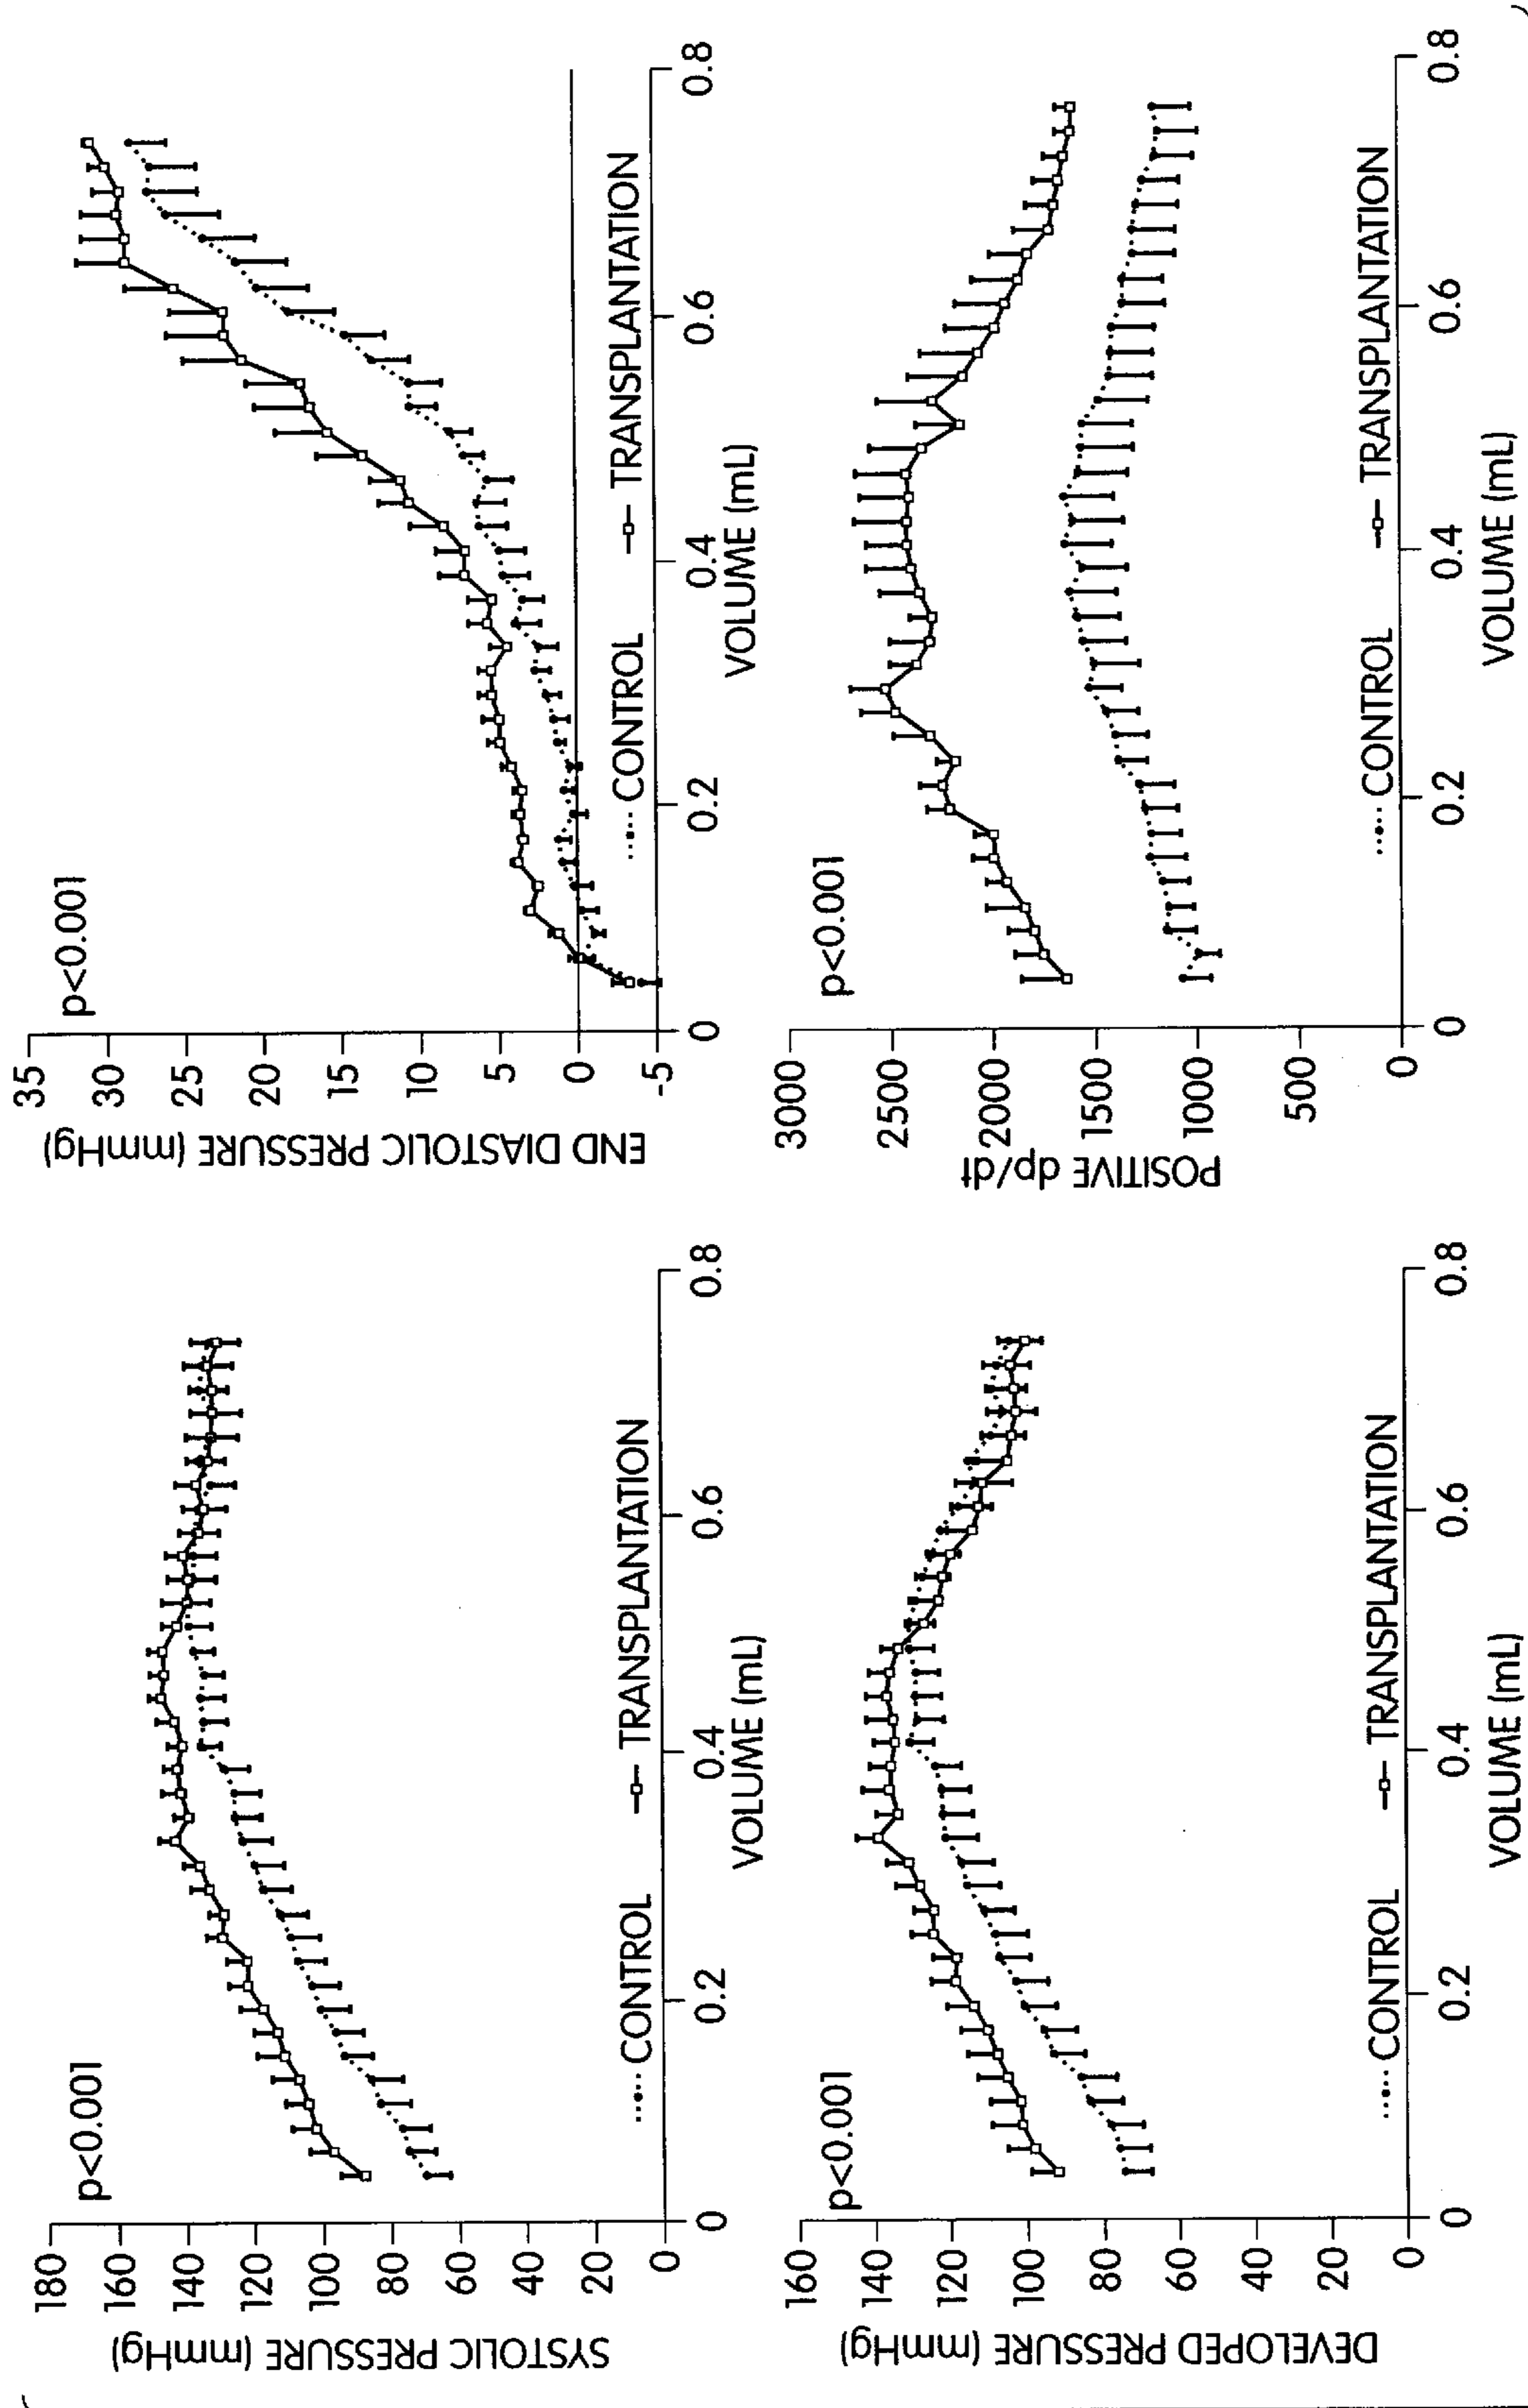 p<0.001
SYSTOLIC PRESSURE (mmHg)
180
160
140
120
100
80
60
40
20
0
0 0.2 0.4 0.6 0.8
VOLUME (mL)
CONTROL TRANSPLANTATION
p<0.001
END DIASTOLIC PRESSURE (mmHg)
35
30
25
20
15
10
5
0
-5
0 0.2 0.4 0.6 0.8
VOLUME (mL)
CONTROL TRANSPLANTATION
p<0.001
DEVELOPED PRESSURE (mmHg)
160
140
120
100
80
60
40
20
0
0 0.2 0.4 0.6 0.8
VOLUME (mL)
CONTROL TRANSPLANTATION
p<0.001
POSITIVE dp/dt
3000
2500
2000
1500
1000
500
0
0 0.2 0.4 0.6 0.8
VOLUME (mL)
CONTROL TRANSPLANTATION